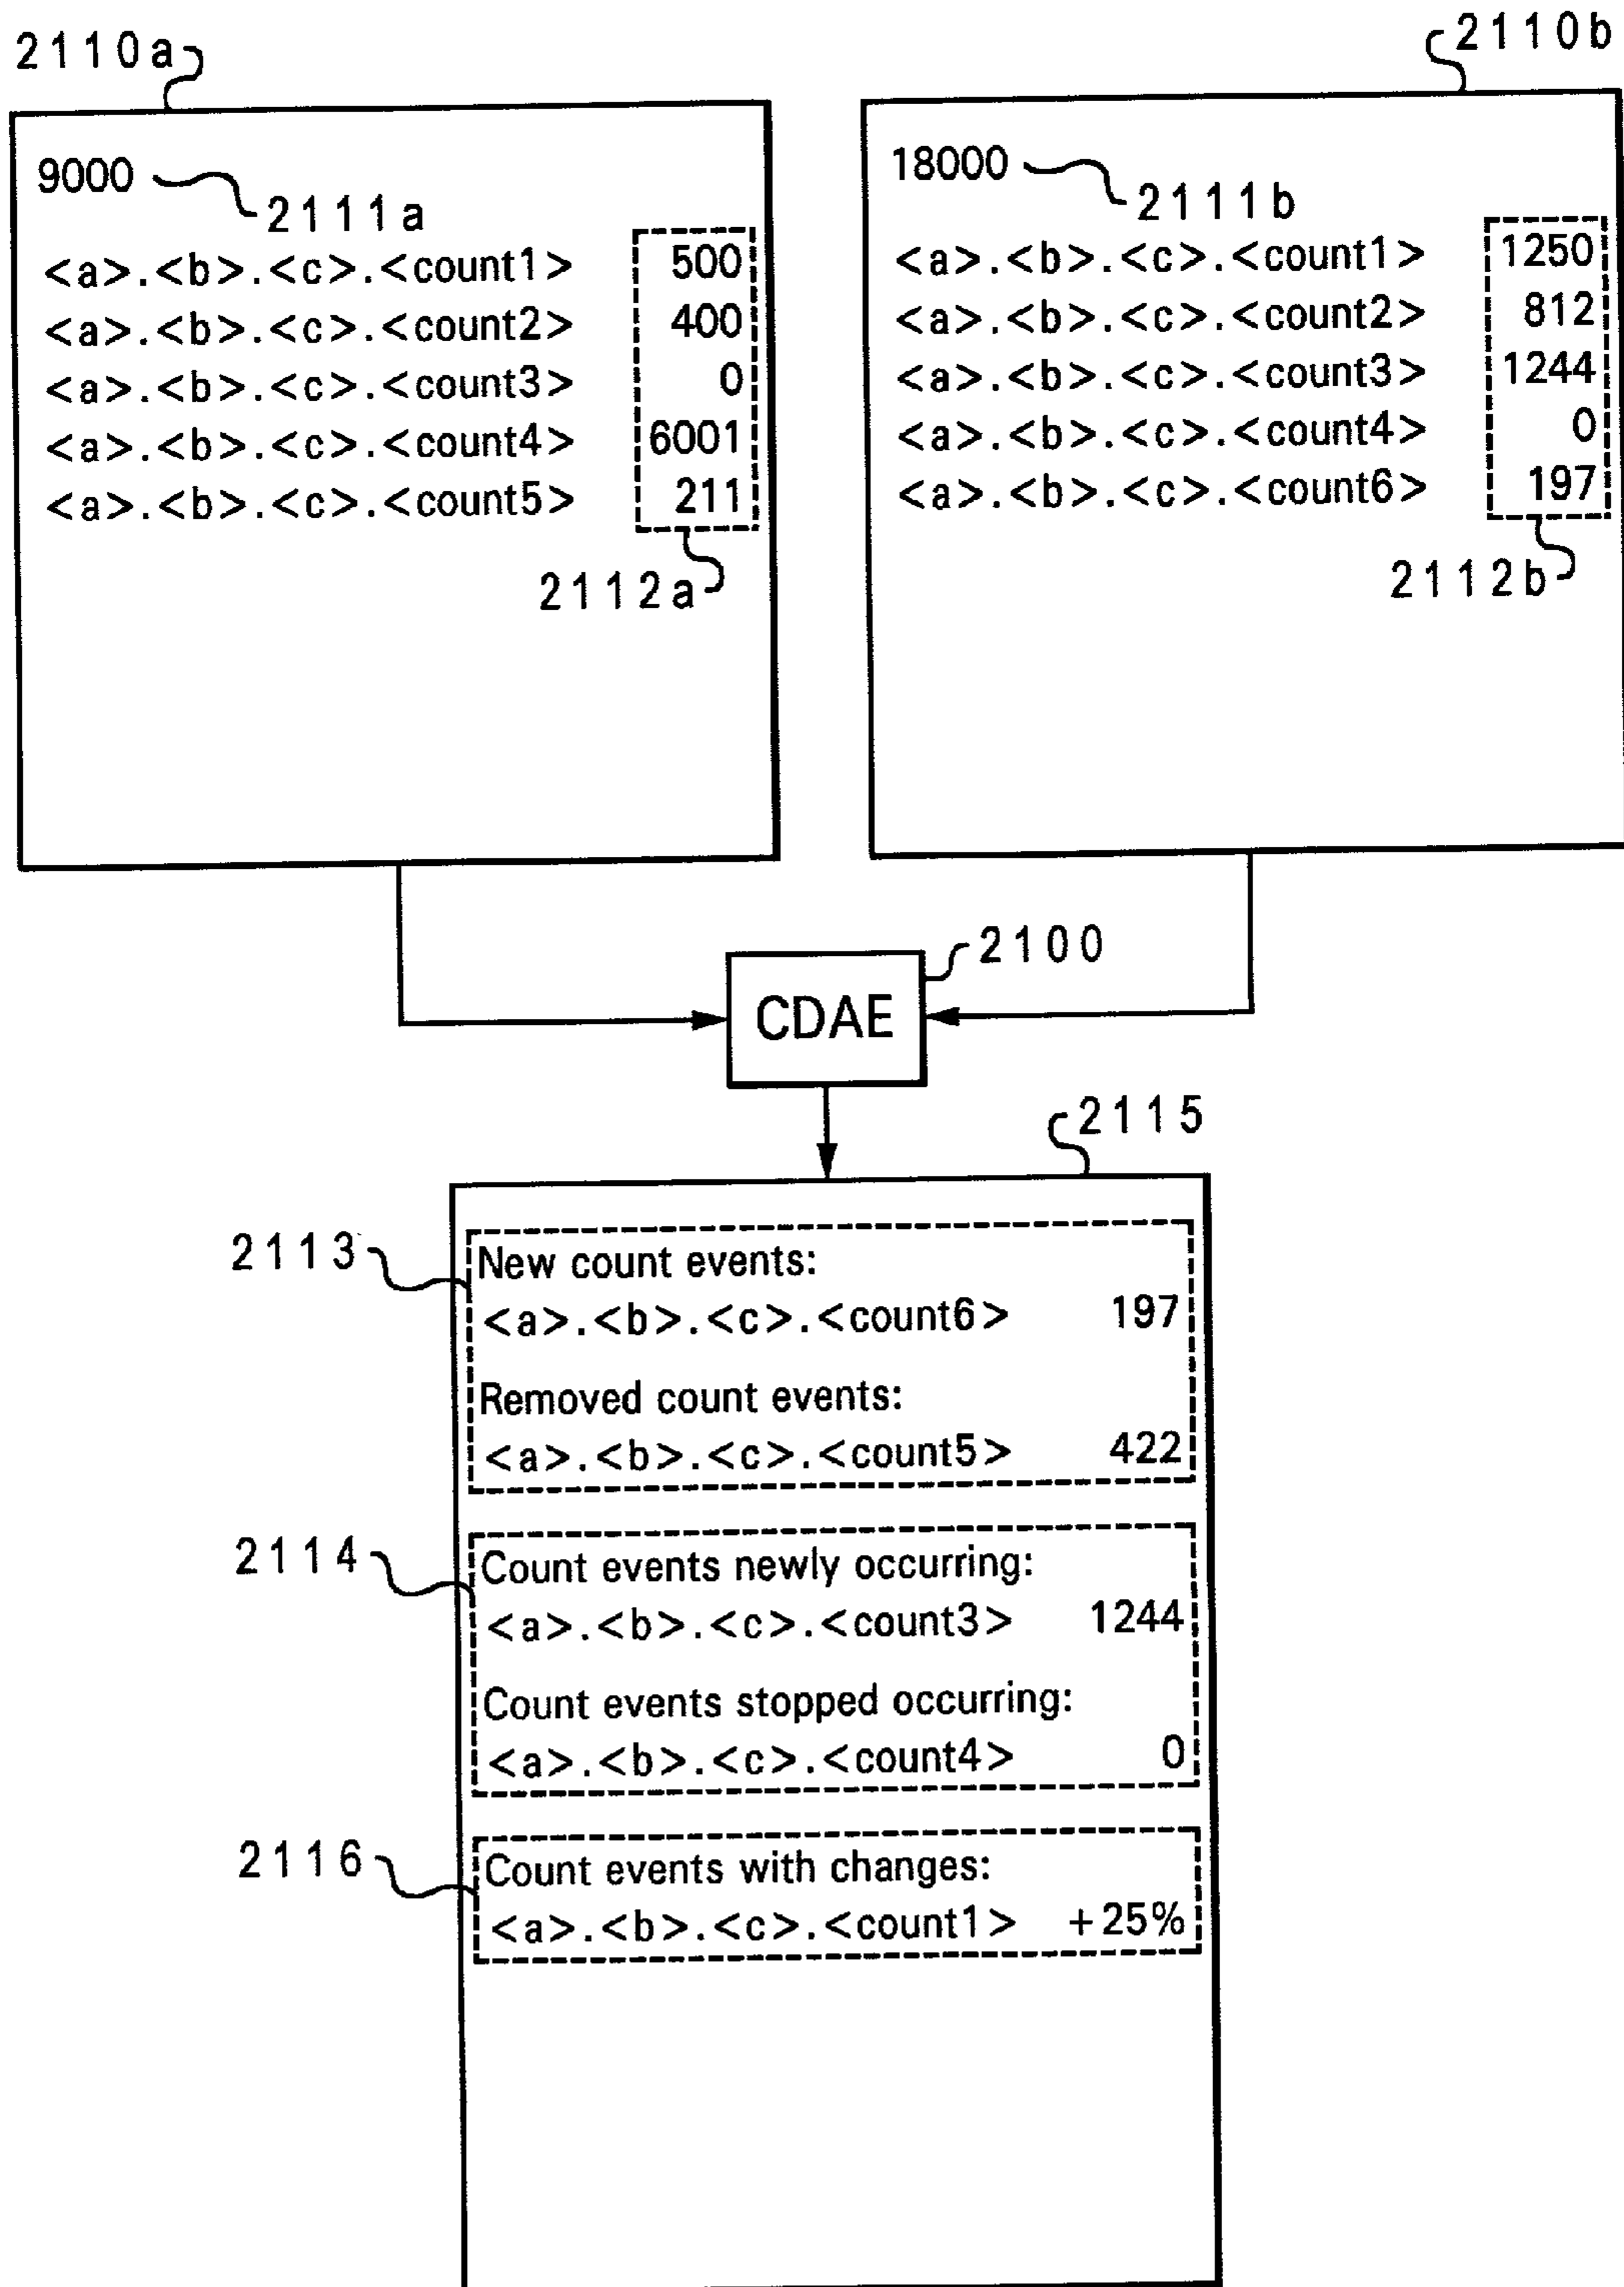 2110a
2110b
9000
2111a
<a>.<b>.<c>.<count1> 500
<a>.<b>.<c>.<count2> 400
<a>.<b>.<c>.<count3> 0
<a>.<b>.<c>.<count4> 6001
<a>.<b>.<c>.<count5> 211
2112a
18000
2111b
<a>.<b>.<c>.<count1> 1250
<a>.<b>.<c>.<count2> 812
<a>.<b>.<c>.<count3> 1244
<a>.<b>.<c>.<count4> 0
<a>.<b>.<c>.<count6> 197
2112b
2100
CDAE
2115
2113
New count events:
<a>.<b>.<c>.<count6> 197
Removed count events:
<a>.<b>.<c>.<count5> 422
2114
Count events newly occurring:
<a>.<b>.<c>.<count3> 1244
Count events stopped occurring:
<a>.<b>.<c>.<count4> 0
2116
Count events with changes:
<a>.<b>.<c>.<count1> +25%